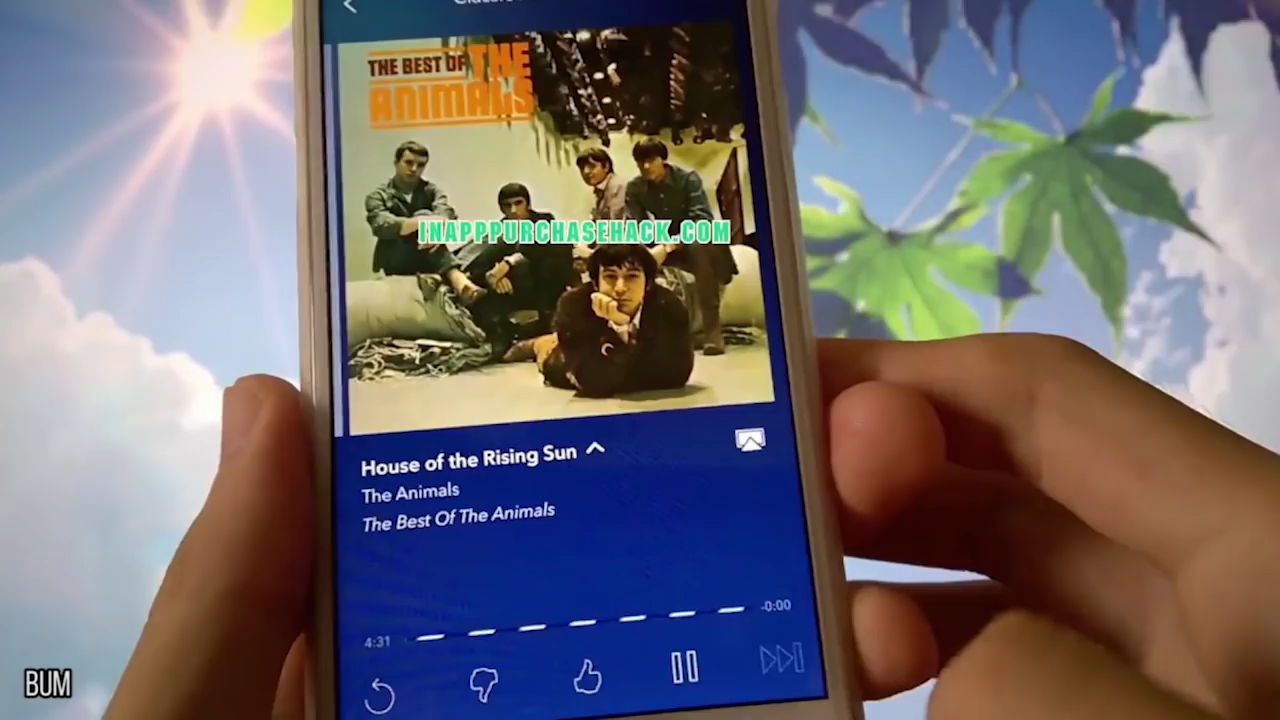 THE BEST OF THE
ANIMALS
INAPPPURCHASEHACK.COM
House of the Rising Sun
The Animals
The Best Of The Animals
4:31
-0:00
BUM